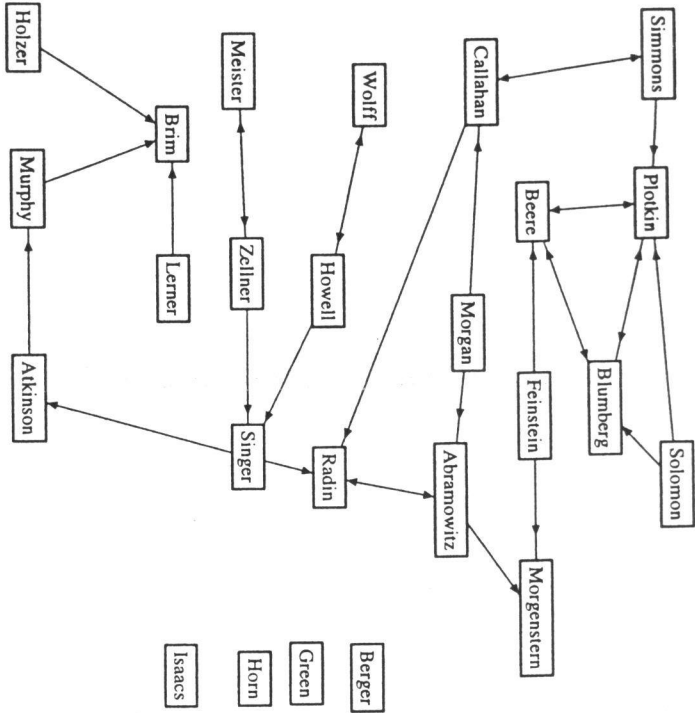 Simmons
Plotkin
Solomon
Blumberg
Beere
Feinstein
Morgenstern
Callahan
Morgan
Abramowitz
Wolff
Howell
Radin
Berger
Green
Meister
Zellner
Singer
Horn
Brim
Lerner
Isaacs
Holzer
Murphy
Atkinson